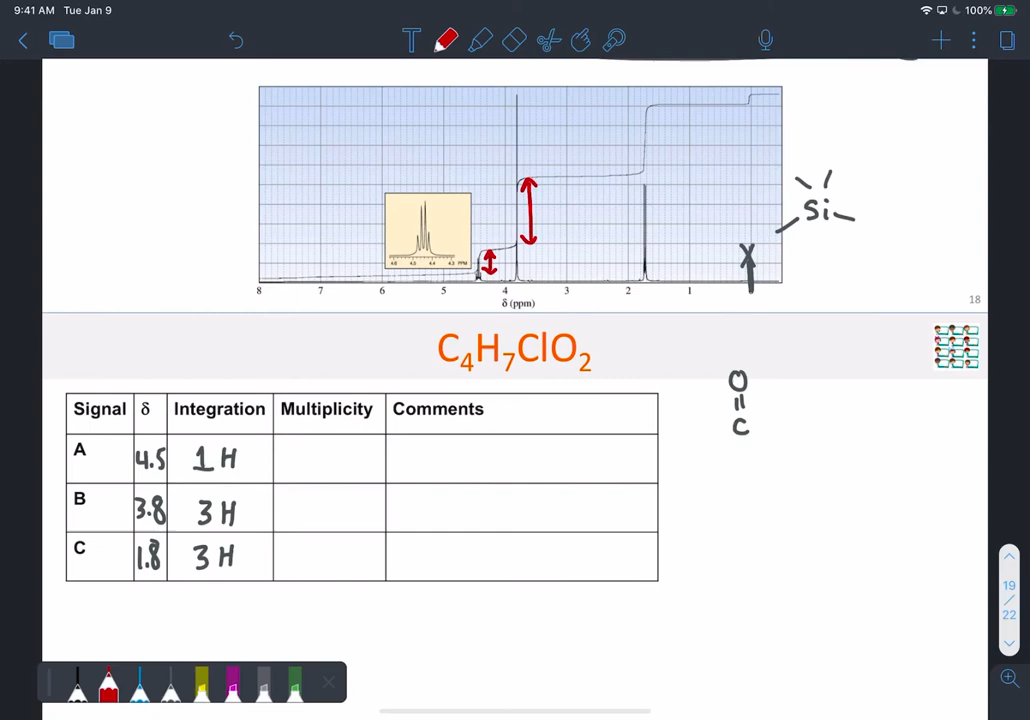 9:41 AM Tue Jan 9
100%
T
Si
8 7 6 5 4 3 2 1
δ (ppm)
18
C4H7ClO2
O
C
Signal δ Integration Multiplicity Comments
A 4.5 1 H
B 3.8 3 H
C 1.8 3 H
19
/
22